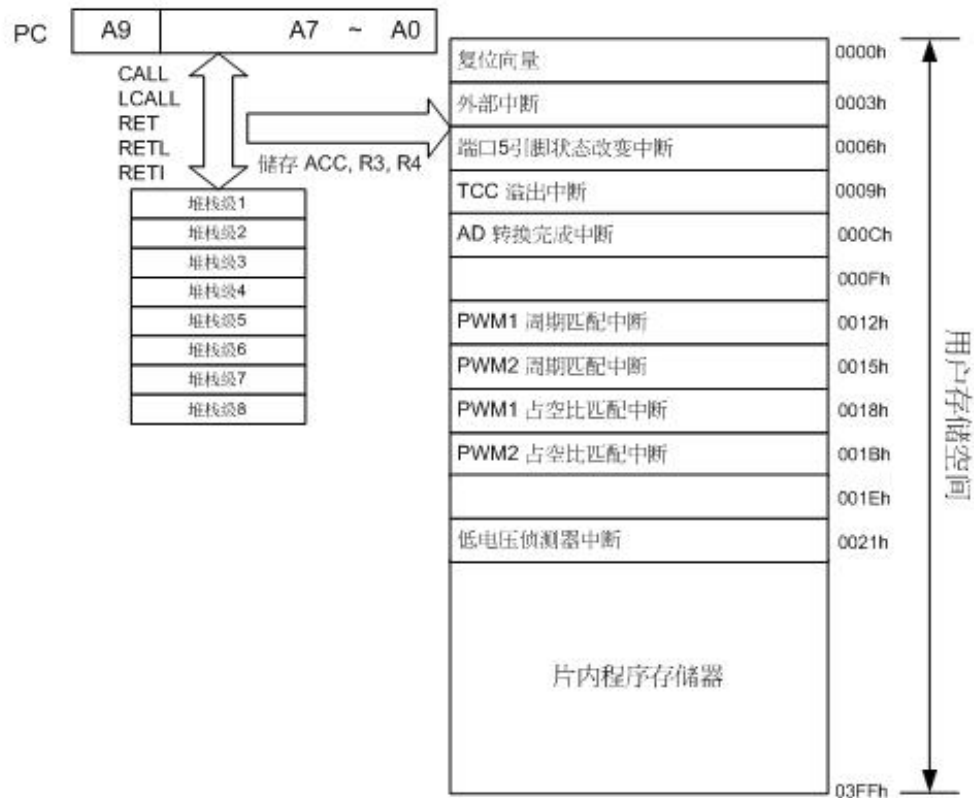 PC
A9
A7 ~ A0
CALL
LCALL
RET
RETL
RETI
储存 ACC, R3, R4
堆栈级1
堆栈级2
堆栈级3
堆栈级4
堆栈级5
堆栈级6
堆栈级7
堆栈级8
复位向量 0000h
外部中断 0003h
端口5引脚状态改变中断 0006h
TCC 溢出中断 0009h
AD 转换完成中断 000Ch
000Fh
PWM1 周期匹配中断 0012h
PWM2 周期匹配中断 0015h
PWM1 占空比匹配中断 0018h
PWM2 占空比匹配中断 001Bh
001Eh
低电压侦测器中断 0021h
片内程序存储器
03FFh
用户存储空间